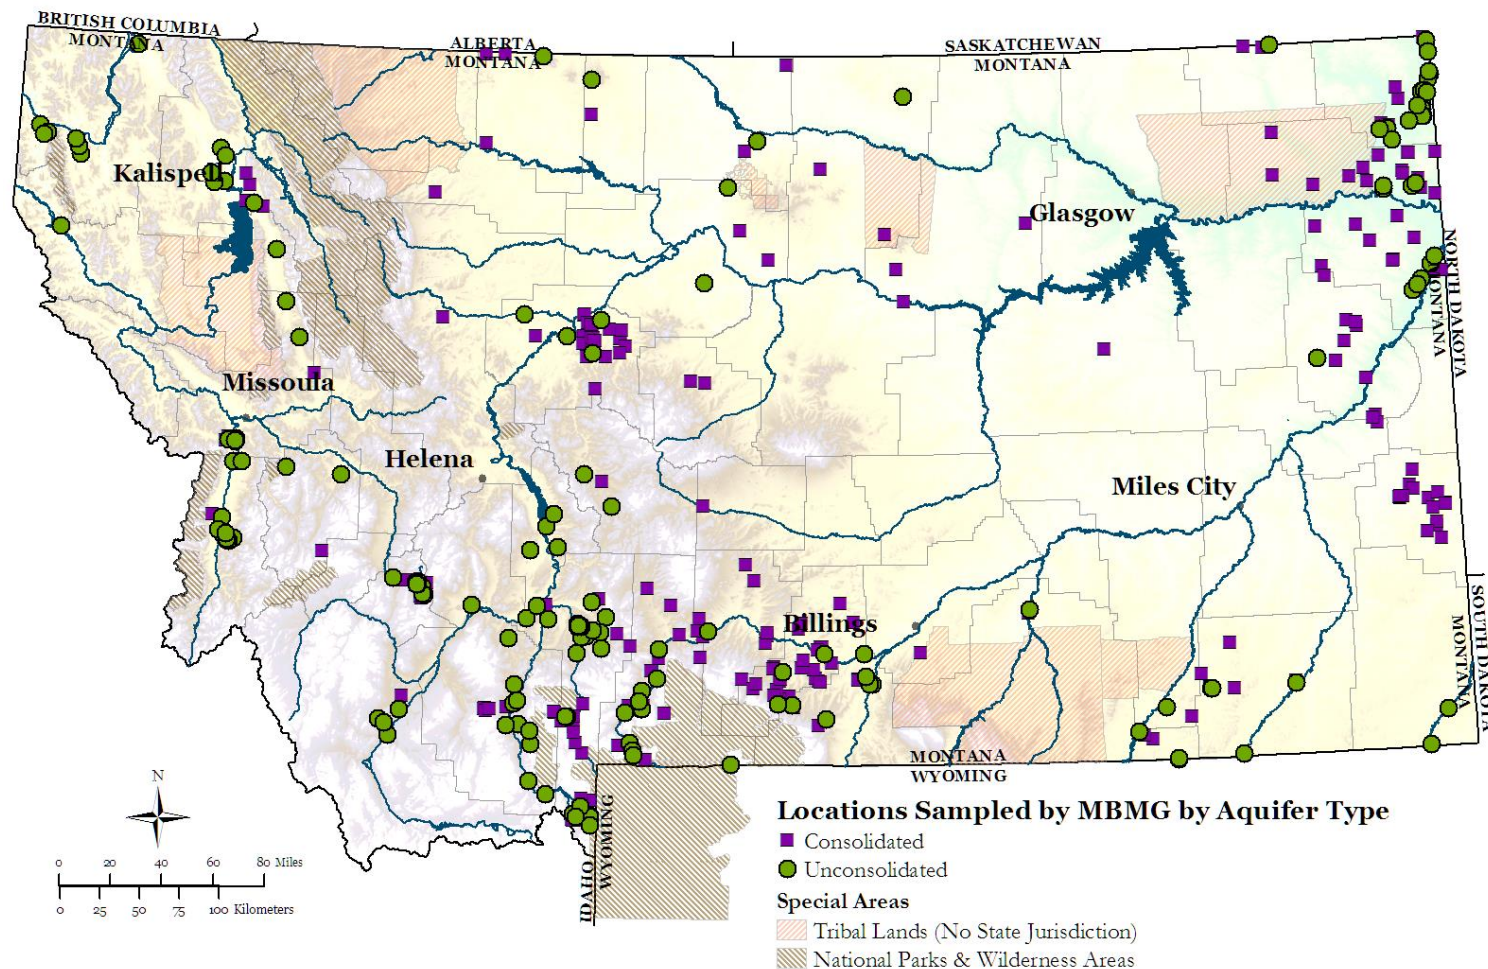 BRITISH COLUMBIA
MONTANA
ALBERTA
MONTANA
SASKATCHEWAN
MONTANA
Kalispell
Glasgow
NORTH DAKOTA
MONTANA
Missoula
Helena
Miles City
Billings
SOUTH DAKOTA
MONTANA
MONTANA
WYOMING
IDAHO
WYOMING
N
0 20 40 60 80 Miles
0 25 50 75 100 Kilometers
Locations Sampled by MBMG by Aquifer Type
Consolidated
Unconsolidated
Special Areas
Tribal Lands (No State Jurisdiction)
National Parks & Wilderness Areas